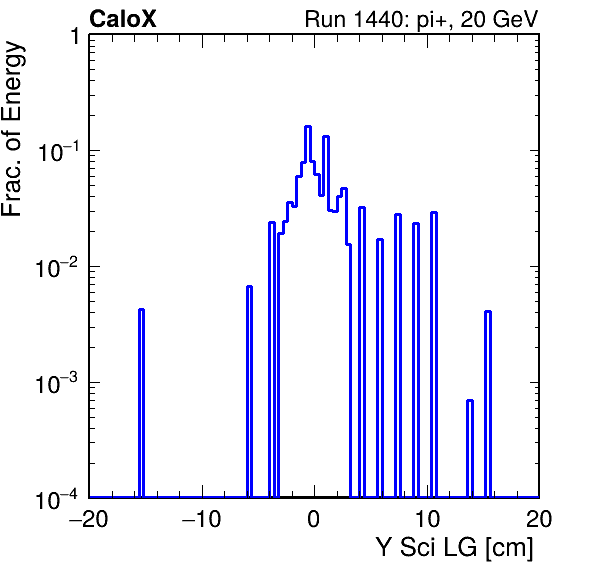 CaloX Run 1440: pi+, 20 GeV
Frac. of Energy
1
10⁻¹
10⁻²
10⁻³
10⁻⁴
−20 −10 0 10 20
Y Sci LG [cm]